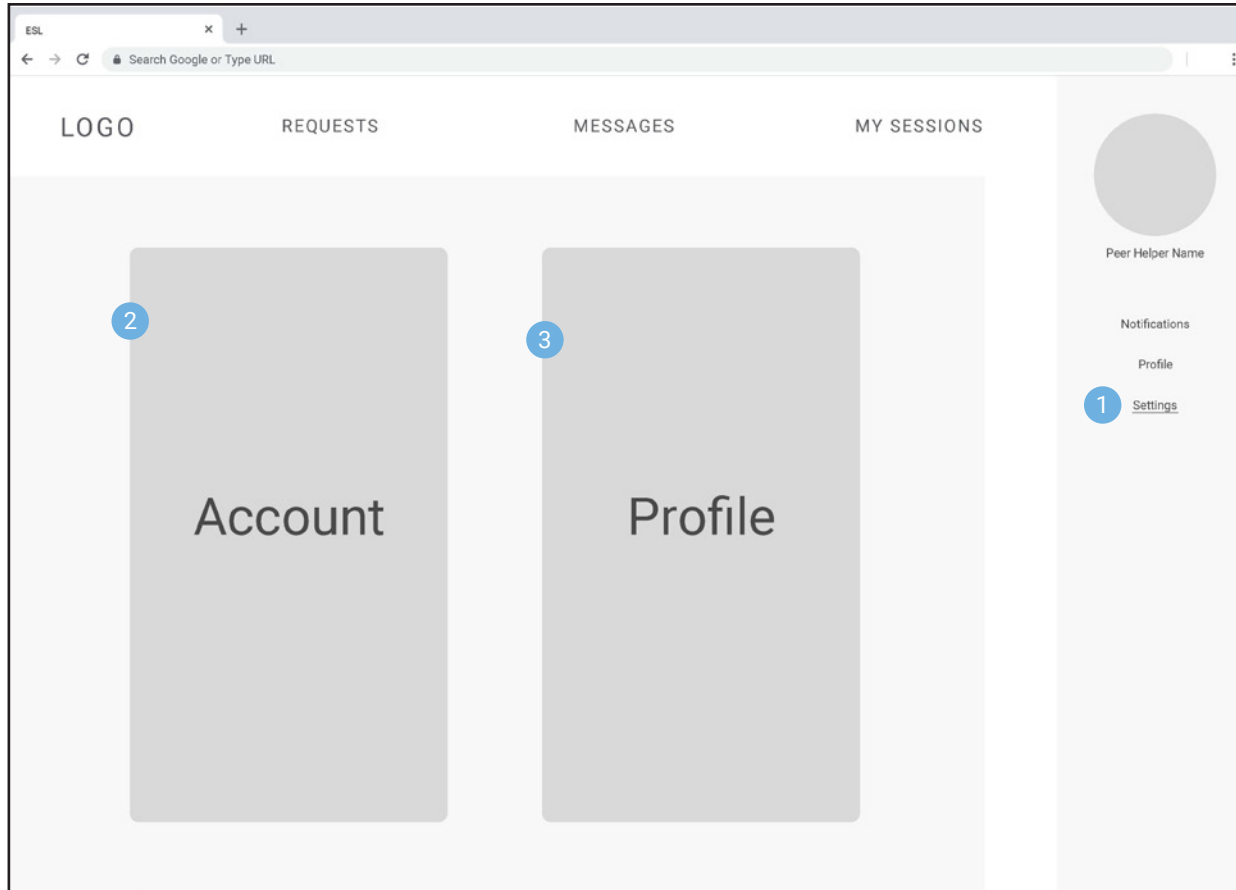 ESL
Search Google or Type URL
LOGO REQUESTS MESSAGES MY SESSIONS
Peer Helper Name
Notifications
Profile
1 Settings
2
3
Account
Profile